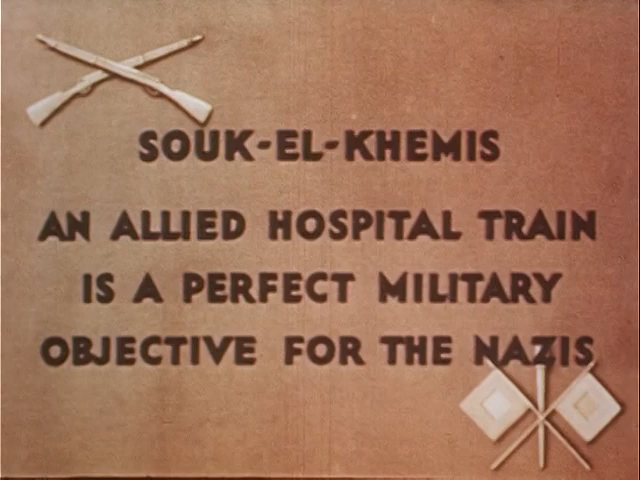 SOUK-EL-KHEMIS
AN ALLIED HOSPITAL TRAIN
IS A PERFECT MILITARY
OBJECTIVE FOR THE NAZIS